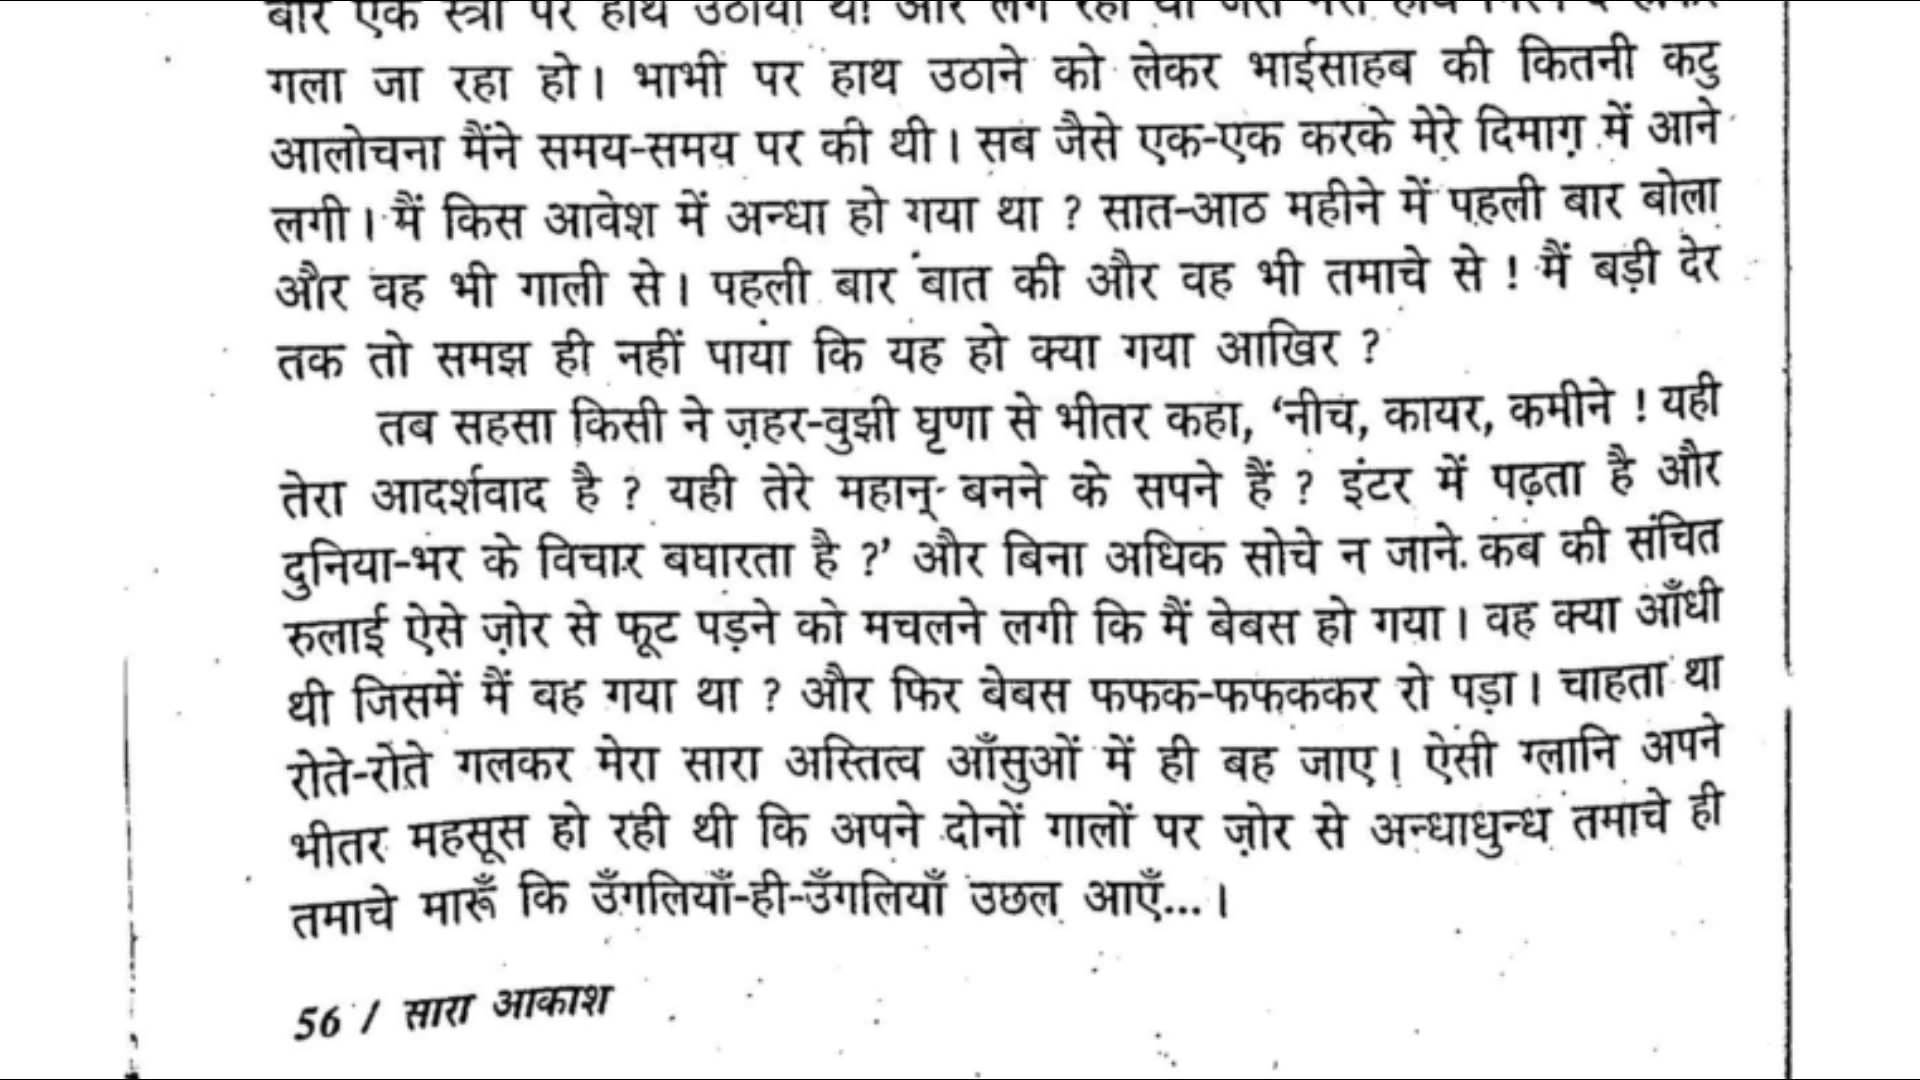 बार एक स्त्री पर हाथ उठाया था और लग रहा था जैसे मेरा हाथ
गला जा रहा हो। भाभी पर हाथ उठाने को लेकर भाईसाहब की कितनी कटु
आलोचना मैंने समय-समय पर की थी। सब जैसे एक-एक करके मेरे दिमाग़ में आने
लगी। मैं किस आवेश में अन्धा हो गया था ? सात-आठ महीने में पहली बार बोला
और वह भी गाली से। पहली बार बात की और वह भी तमाचे से ! मैं बड़ी देर
तक तो समझ ही नहीं पाया कि यह हो क्या गया आखिर ?
तब सहसा किसी ने ज़हर-बुझी घृणा से भीतर कहा, ‘नीच, कायर, कमीने ! यही
तेरा आदर्शवाद है ? यही तेरे महान् बनने के सपने हैं ? इंटर में पढ़ता है और
दुनिया-भर के विचार बघारता है ?’ और बिना अधिक सोचे न जाने कब की संचित
रुलाई ऐसे ज़ोर से फूट पड़ने को मचलने लगी कि मैं बेबस हो गया। वह क्या आँधी
थी जिसमें मैं बह गया था ? और फिर बेबस फफक-फफककर रो पड़ा। चाहता था
रोते-रोते गलकर मेरा सारा अस्तित्व आँसुओं में ही बह जाए। ऐसी ग्लानि अपने
भीतर महसूस हो रही थी कि अपने दोनों गालों पर ज़ोर से अन्धाधुन्ध तमाचे ही
तमाचे मारूँ कि उँगलियाँ-ही-उँगलियाँ उछल आएँ...।
56 / सारा आकाश